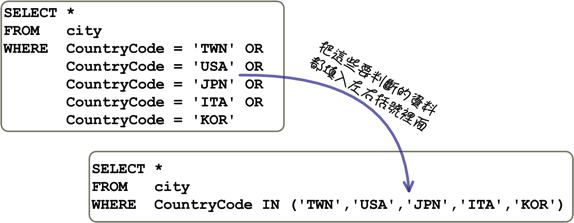 SELECT *
FROM city
WHERE CountryCode = 'TWN' OR
CountryCode = 'USA' OR
CountryCode = 'JPN' OR
CountryCode = 'ITA' OR
CountryCode = 'KOR'
把這些要判斷的資料
都填入左右括號裡面
SELECT *
FROM city
WHERE CountryCode IN ('TWN','USA','JPN','ITA','KOR')